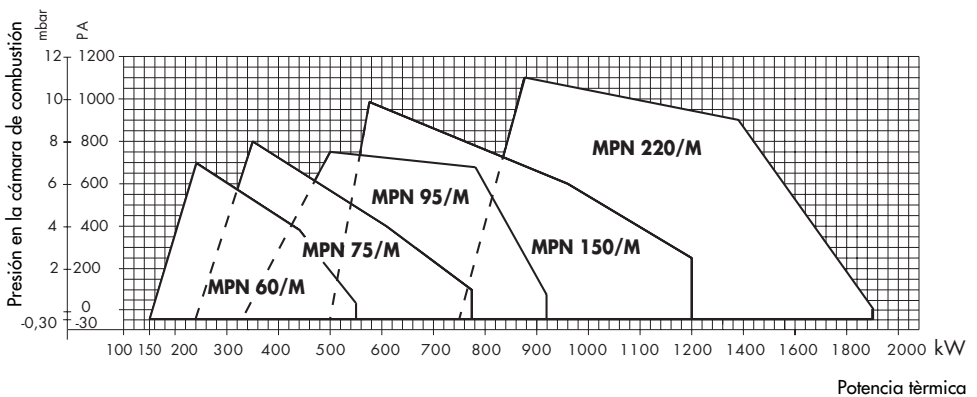 Presión en la cámara de combustión
mbar
PA
12
1200
10
1000
8
800
6
600
4
400
2
200
0
-0,30
-30
MPN 220/M
MPN 95/M
MPN 150/M
MPN 75/M
MPN 60/M
100 150 200 300 400 500 600 700 800 900 1000 1100 1200 1400 1600 1800 2000 kW
Potencia tèrmica